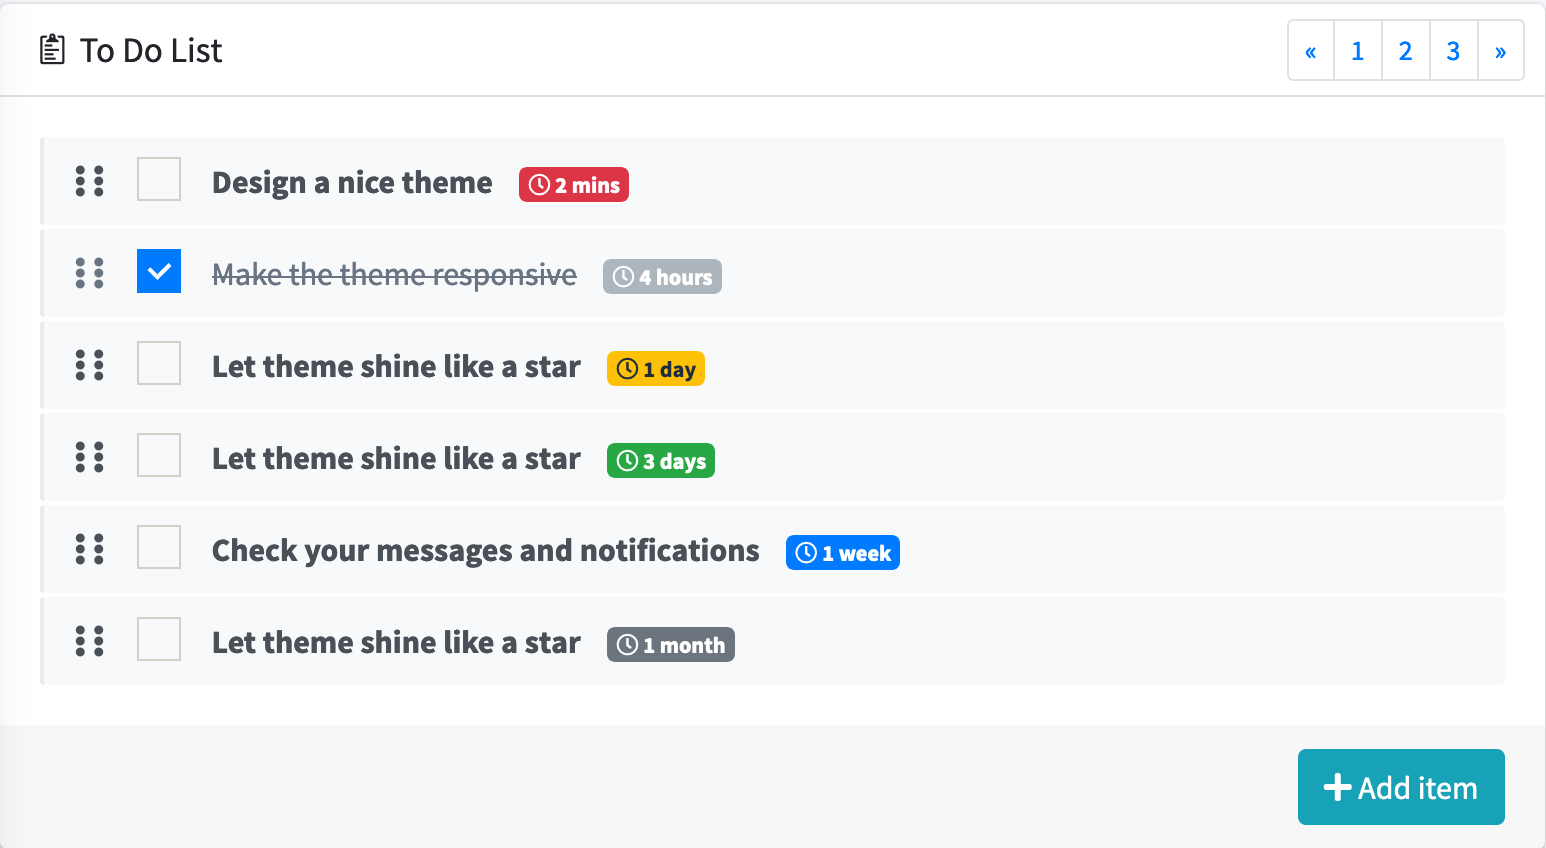 To Do List
« 1 2 3 »
Design a nice theme 2 mins
Make the theme responsive 4 hours
Let theme shine like a star 1 day
Let theme shine like a star 3 days
Check your messages and notifications 1 week
Let theme shine like a star 1 month
Add item